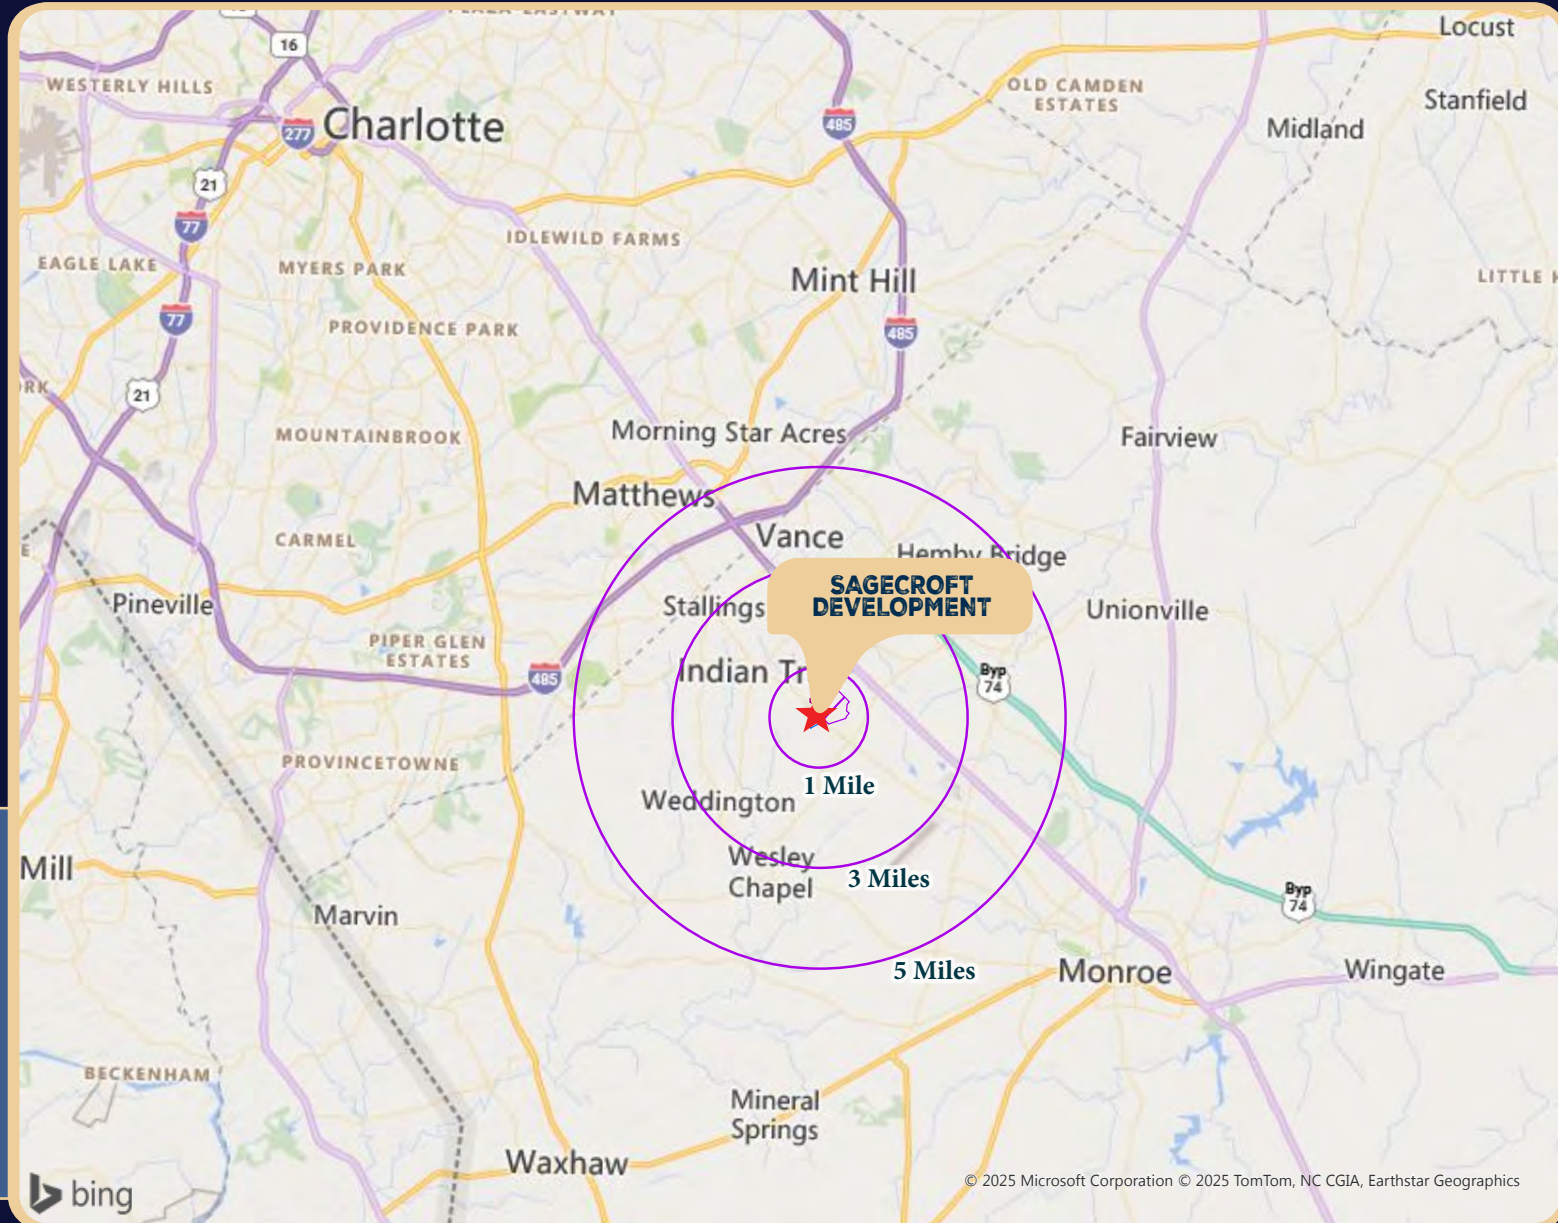 PLAZA-EASTWAY
16
Locust
WESTERLY HILLS
OLD CAMDEN
ESTATES
Stanfield
277
Charlotte
485
Midland
21
77
IDLEWILD FARMS
EAGLE LAKE
MYERS PARK
Mint Hill
LITTLE
77
PROVIDENCE PARK
485
21
MOUNTAINBROOK
Morning Star Acres
Fairview
Matthews
CARMEL
Vance
Hemby Bridge
SAGECROFT
DEVELOPMENT
Pineville
Stallings
Unionville
PIPER GLEN
ESTATES
485
Indian Tr
Byp
74
PROVINCETOWNE
1 Mile
Weddington
Wesley
Chapel
3 Miles
Mill
Byp
74
Marvin
5 Miles
Monroe
Wingate
BECKENHAM
Mineral
Springs
Waxhaw
bing
© 2025 Microsoft Corporation © 2025 TomTom, NC CGIA, Earthstar Geographics